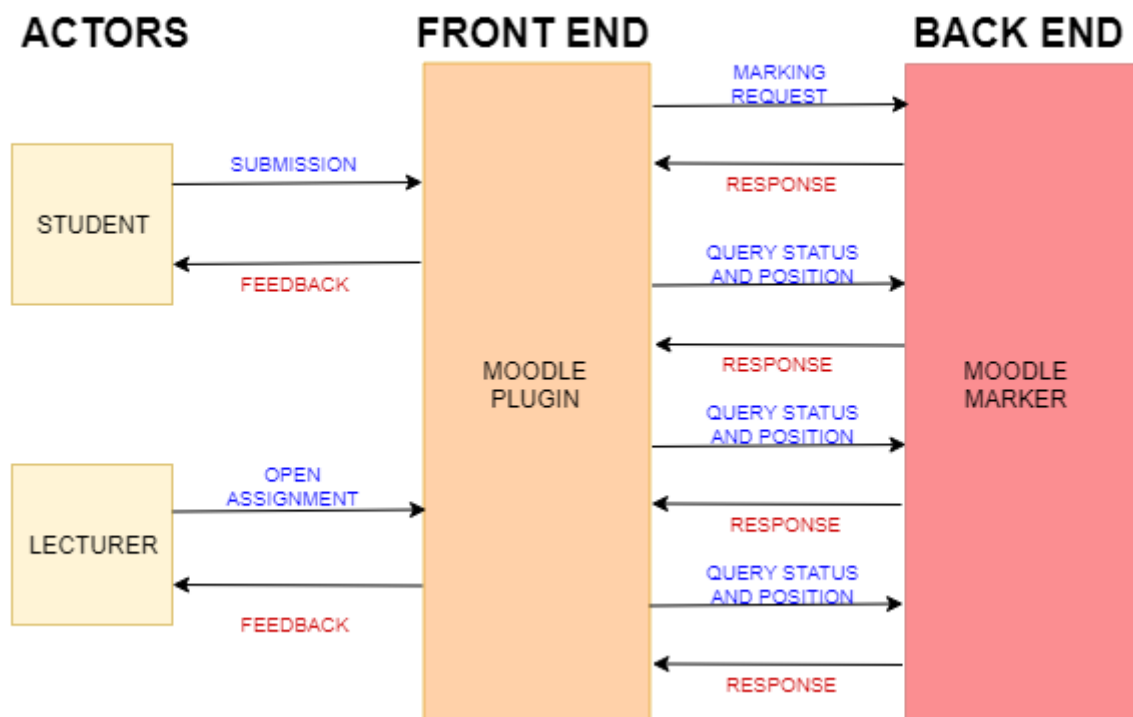 ACTORS
FRONT END
BACK END
STUDENT
SUBMISSION
FEEDBACK
LECTURER
OPEN
ASSIGNMENT
FEEDBACK
MOODLE
PLUGIN
MARKING
REQUEST
RESPONSE
QUERY STATUS
AND POSITION
RESPONSE
QUERY STATUS
AND POSITION
RESPONSE
QUERY STATUS
AND POSITION
RESPONSE
MOODLE
MARKER